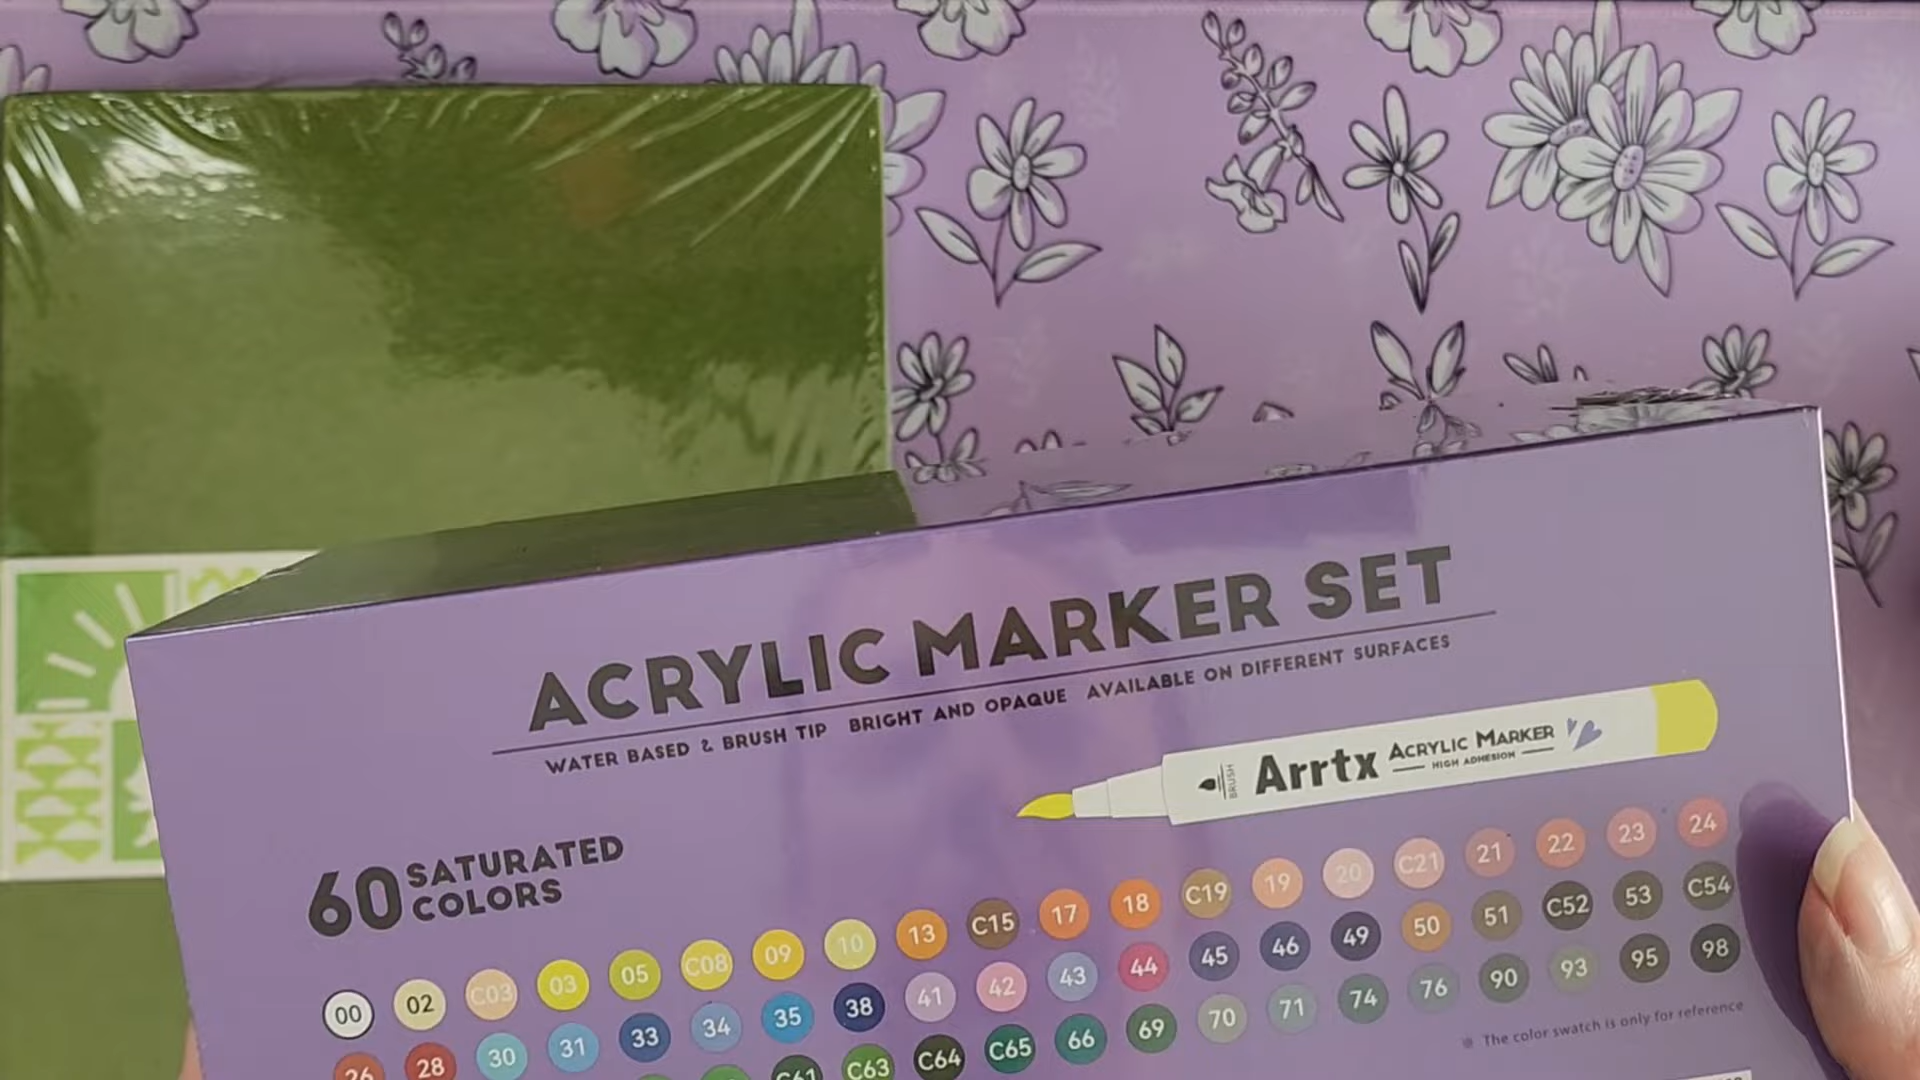 ACRYLIC MARKER SET
WATER BASED & BRUSH TIP BRIGHT AND OPAQUE AVAILABLE ON DIFFERENT SURFACES
BRUSH
Arrtx ACRYLIC MARKER
HIGH ADHESION
60 SATURATED
COLORS
00 02 C03 03 05 C08 09 10 13 C15 17 18 C19 19 20 C21 21 22 23 24
26 28 30 31 33 34 35 38 41 42 43 44 45 46 49 50 51 C52 53 C54
C61 C63 C64 C65 66 69 70 71 74 76 90 93 95 98
The color swatch is only for reference